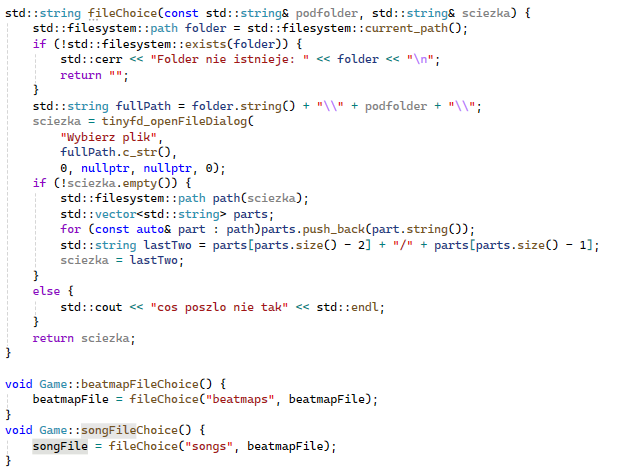 std::string fileChoice(const std::string& podfolder, std::string& sciezka) {
    std::filesystem::path folder = std::filesystem::current_path();
    if (!std::filesystem::exists(folder)) {
        std::cerr << "Folder nie istnieje: " << folder << "\n";
        return "";
    }
    std::string fullPath = folder.string() + "\\" + podfolder + "\\";
    sciezka = tinyfd_openFileDialog(
        "Wybierz plik",
        fullPath.c_str(),
        0, nullptr, nullptr, 0);
    if (!sciezka.empty()) {
        std::filesystem::path path(sciezka);
        std::vector<std::string> parts;
        for (const auto& part : path)parts.push_back(part.string());
        std::string lastTwo = parts[parts.size() - 2] + "/" + parts[parts.size() - 1];
        sciezka = lastTwo;
    }
    else {
        std::cout << "cos poszlo nie tak" << std::endl;
    }
    return sciezka;
}

void Game::beatmapFileChoice() {
    beatmapFile = fileChoice("beatmaps", beatmapFile);
}
void Game::songFileChoice() {
    songFile = fileChoice("songs", beatmapFile);
}